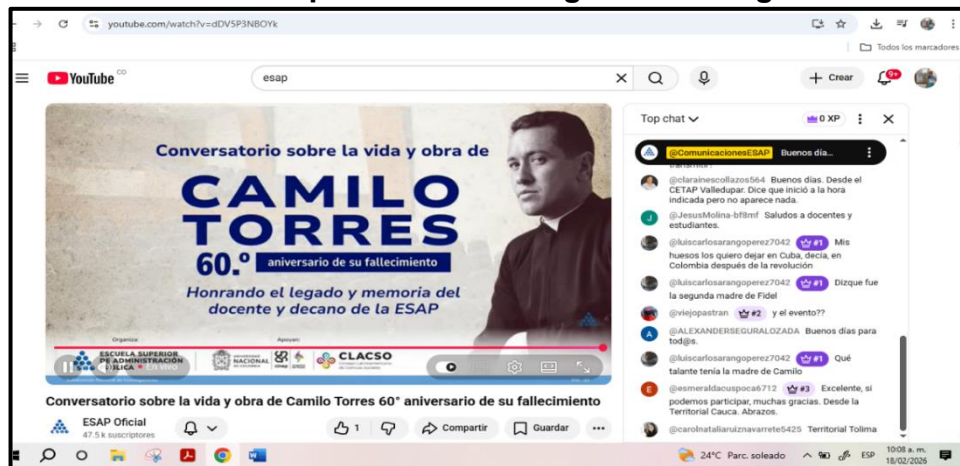 youtube.com/watch?v=dDV5P3NBOYk
Todos los marcadores
YouTube CO
esap
Crear
9+
Conversatorio sobre la vida y obra de
CAMILO
TORRES
60.° aniversario de su fallecimiento
Honrando el legado y memoria del
docente y decano de la ESAP
Organiza:
Apoyan:
ESCUELA SUPERIOR
DE ADMINISTRACIÓN
PÚBLICA
En vivo
UNIVERSIDAD
NACIONAL
DE COLOMBIA
CLACSO
Conversatorio sobre la vida y obra de Camilo Torres 60° aniversario de su fallecimiento
ESAP Oficial
47.5 k suscriptores
1
Compartir
Guardar
Top chat
0 XP
@ComunicacionesESAP Buenos día...
@clarainescollazos564 Buenos días. Desde el
CETAP Valledupar. Dice que inició a la hora
indicada pero no aparece nada.
@JesusMolina-bf8mf Saludos a docentes y
estudiantes.
@luiscarlosarangoperez7042 #1 Mis
huesos los quiero dejar en Cuba, decía, en
Colombia después de la revolución
@luiscarlosarangoperez7042 #1 Dizque fue
la segunda madre de Fidel
@viejopastran #2 y el evento??
@ALEXANDERSEGURALOZADA Buenos días para
tod@s.
@luiscarlosarangoperez7042 #1 Qué
talante tenía la madre de Camilo
@esmeraldacuspoca6712 #3 Excelente, si
podemos participar, muchas gracias. Desde la
Territorial Cauca. Abrazos.
@carolnataliaruiznavarrete5425 Territorial Tolima
24°C Parc. soleado
ESP
10:08 a. m.
18/02/2026